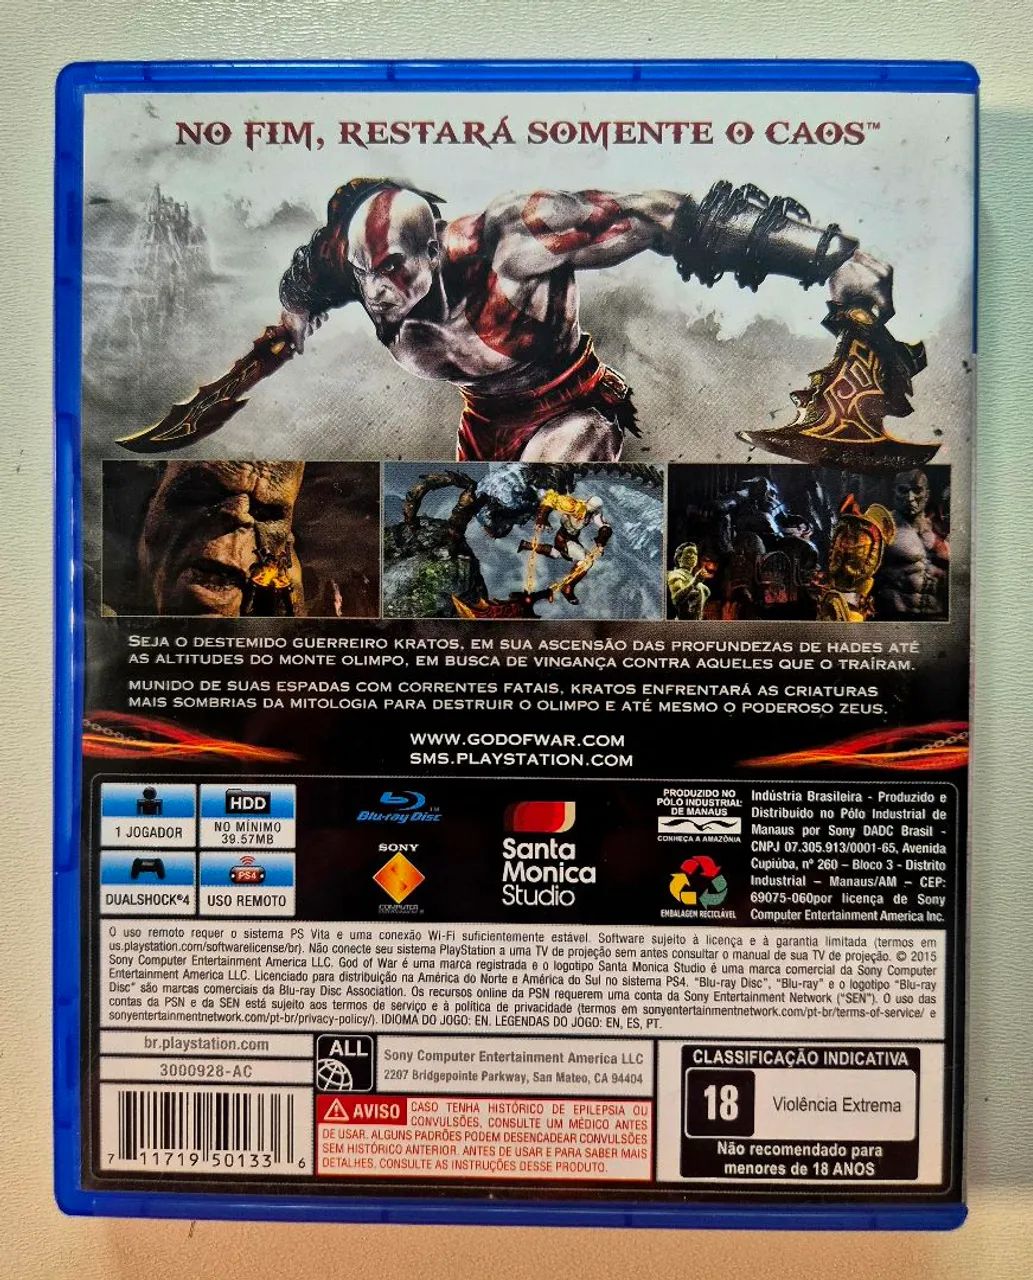 NO FIM, RESTARÁ SOMENTE O CAOS™
SEJA O DESTEMIDO GUERREIRO KRATOS, EM SUA ASCENSÃO DAS PROFUNDEZAS DE HADES ATÉ
AS ALTITUDES DO MONTE OLIMPO, EM BUSCA DE VINGANÇA CONTRA AQUELES QUE O TRAÍRAM.
MUNIDO DE SUAS ESPADAS COM CORRENTES FATAIS, KRATOS ENFRENTARÁ AS CRIATURAS
MAIS SOMBRIAS DA MITOLOGIA PARA DESTRUIR O OLIMPO E ATÉ MESMO O PODEROSO ZEUS.
WWW.GODOFWAR.COM
SMS.PLAYSTATION.COM
1 JOGADOR
HDD
NO MÍNIMO
39.57MB
DUALSHOCK®4
PS4
USO REMOTO
Blu-ray Disc™
SONY
COMPUTER
Santa
Monica
Studio
PRODUZIDO NO
PÓLO INDUSTRIAL
DE MANAUS
CONHEÇA A AMAZÔNIA
EMBALAGEM RECICLÁVEL
Indústria Brasileira - Produzido e
Distribuído no Pólo Industrial de
Manaus por Sony DADC Brasil -
CNPJ 07.305.913/0001-65, Avenida
Cupiúba, nº 260 – Bloco 3 - Distrito
Industrial – Manaus/AM – CEP:
69075-060por licença de Sony
Computer Entertainment America Inc.
O uso remoto requer o sistema PS Vita e uma conexão Wi-Fi suficientemente estável. Software sujeito à licença e à garantia limitada (termos em
us.playstation.com/softwarelicense/br). Não conecte seu sistema PlayStation a uma TV de projeção sem antes consultar o manual de sua TV de projeção. © 2015
Sony Computer Entertainment America LLC. God of War é uma marca registrada e o logotipo Santa Monica Studio é uma marca comercial da Sony Computer
Entertainment America LLC. Licenciado para distribuição na América do Norte e América do Sul no sistema PS4. “Blu-ray Disc”, “Blu-ray” e o logotipo “Blu-ray
Disc” são marcas comerciais da Blu-ray Disc Association. Os recursos online da PSN requerem uma conta da Sony Entertainment Network (“SEN”). O uso das
contas da PSN e da SEN está sujeito aos termos de serviço e à política de privacidade (termos em sonyentertainmentnetwork.com/pt-br/terms-of-service/ e
sonyentertainmentnetwork.com/pt-br/privacy-policy/). IDIOMA DO JOGO: EN. LEGENDAS DO JOGO: EN, ES, PT.
br.playstation.com
3000928-AC
7 11719 50133 6
ALL
Sony Computer Entertainment America LLC
2207 Bridgepointe Parkway, San Mateo, CA 94404
AVISO CASO TENHA HISTÓRICO DE EPILEPSIA OU
CONVULSÕES, CONSULTE UM MÉDICO ANTES
DE USAR. ALGUNS PADRÕES PODEM DESENCADEAR CONVULSÕES
SEM HISTÓRICO ANTERIOR. ANTES DE USAR E PARA SABER MAIS
DETALHES, CONSULTE AS INSTRUÇÕES DESSE PRODUTO.
CLASSIFICAÇÃO INDICATIVA
18
Violência Extrema
Não recomendado para
menores de 18 ANOS